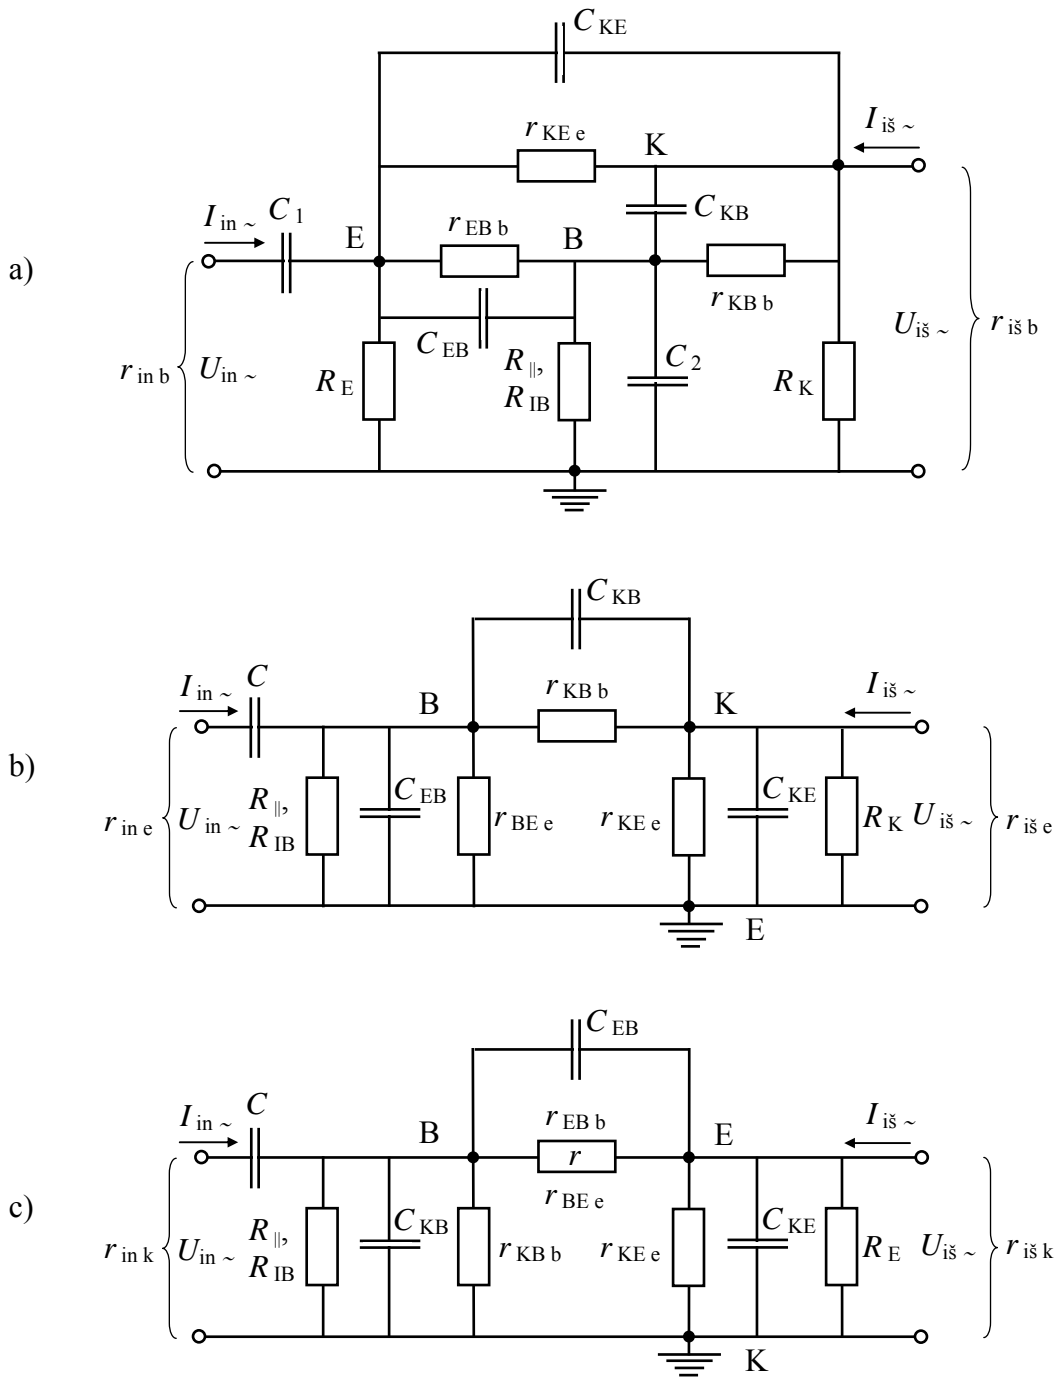 C KE
r KE e
K
I iš ~
C KB
C 1
I in ~
E
r EB b
B
a)
r KB b
C EB
R ||,
R IB
C 2
R E
R K
r in b
U in ~
U iš ~
r iš b
C KB
C
I in ~
r KB b
B
K
I iš ~
b)
r in e
U in ~
R ||,
R IB
C EB
r BE e
r KE e
C KE
R K
U iš ~
r iš e
E
C EB
C
I in ~
r EB b
B
r
r BE e
E
I iš ~
c)
r in k
U in ~
R ||,
R IB
C KB
r KB b
r KE e
C KE
R E
U iš ~
r iš k
K